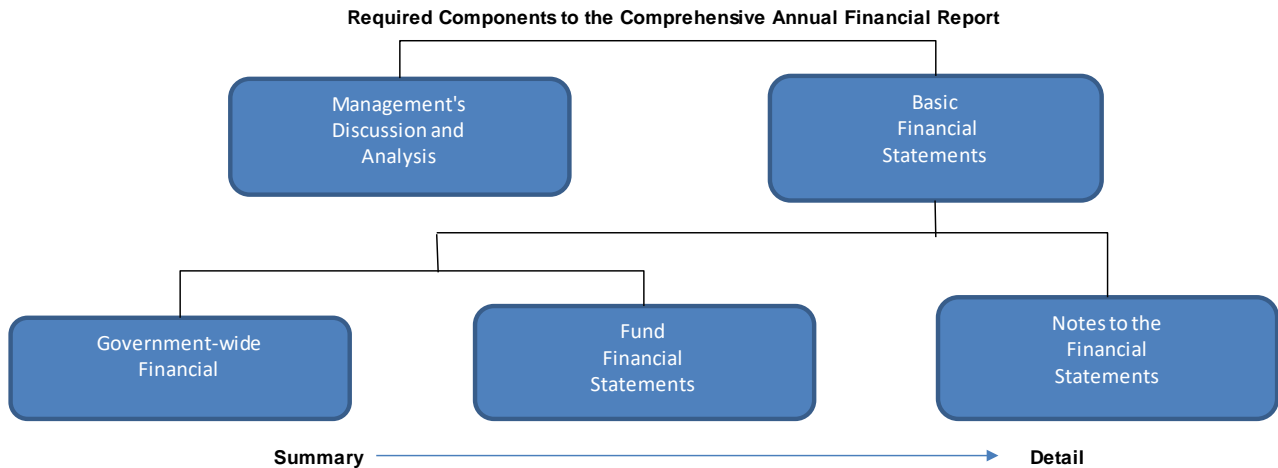 Required Components to the Comprehensive Annual Financial Report
Management's
Discussion and
Analysis
Basic
Financial
Statements
Government-wide
Financial
Fund
Financial
Statements
Notes to the
Financial
Statements
Summary
Detail